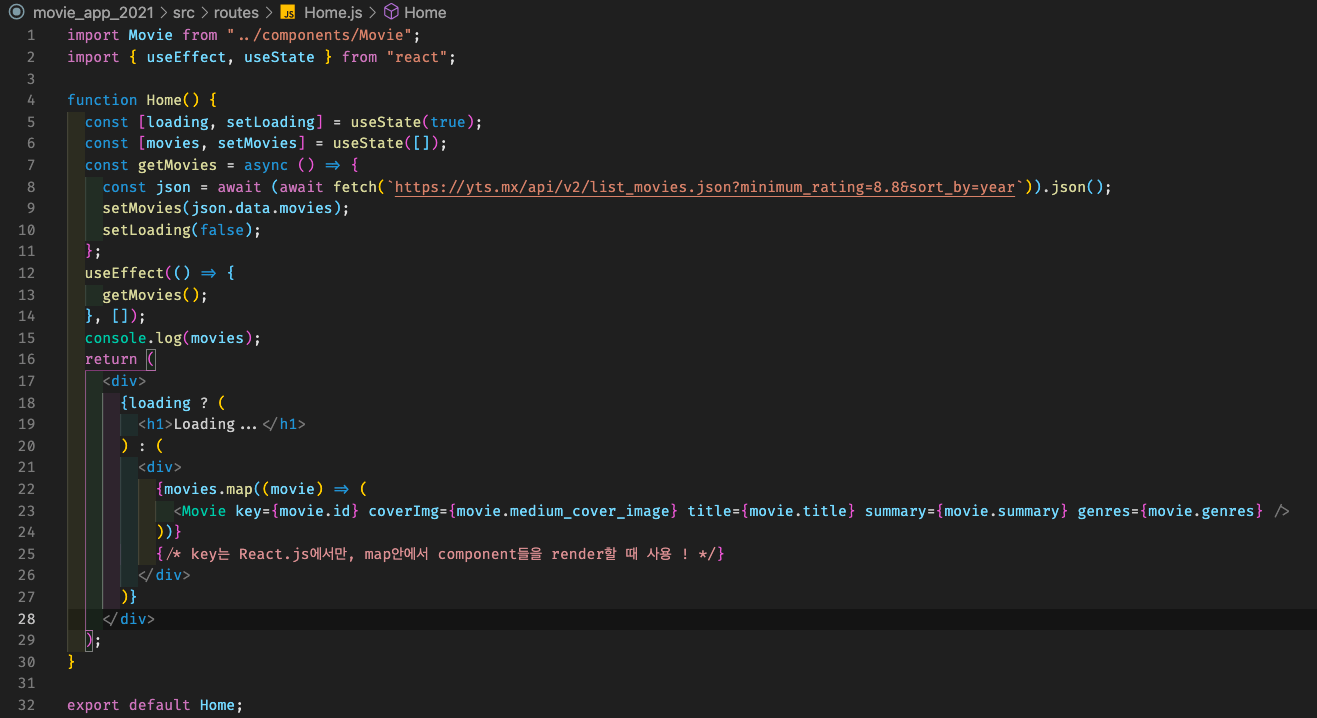 movie_app_2021 > src > routes > JS Home.js > Home
1 import Movie from "../components/Movie";
2 import { useEffect, useState } from "react";
3
4 function Home() {
5   const [loading, setLoading] = useState(true);
6   const [movies, setMovies] = useState([]);
7   const getMovies = async () => {
8     const json = await (await fetch(`https://yts.mx/api/v2/list_movies.json?minimum_rating=8.8&sort_by=year`)).json();
9     setMovies(json.data.movies);
10     setLoading(false);
11   };
12   useEffect(() => {
13     getMovies();
14   }, []);
15   console.log(movies);
16   return (
17     <div>
18       {loading ? (
19         <h1>Loading...</h1>
20       ) : (
21         <div>
22           {movies.map((movie) => (
23             <Movie key={movie.id} coverImg={movie.medium_cover_image} title={movie.title} summary={movie.summary} genres={movie.genres} />
24           ))}
25           {/* key는 React.js에서만, map안에서 component들을 render할 때 사용 ! */}
26         </div>
27       )}
28     </div>
29   );
30 }
31
32 export default Home;